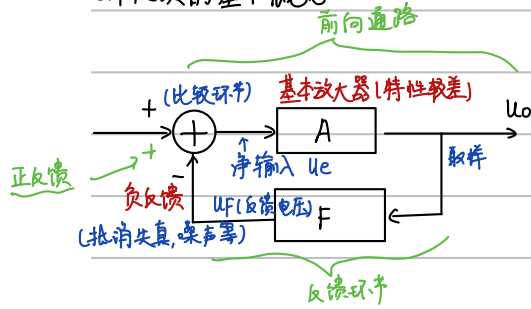 前向通路
(比较环节)
基本放大器(特性较差)
+
+
A
uo
+
净输入 ue
取样
正反馈
-
负反馈
uF(反馈电压)
F
(抵消失真,噪声等)
反馈环节